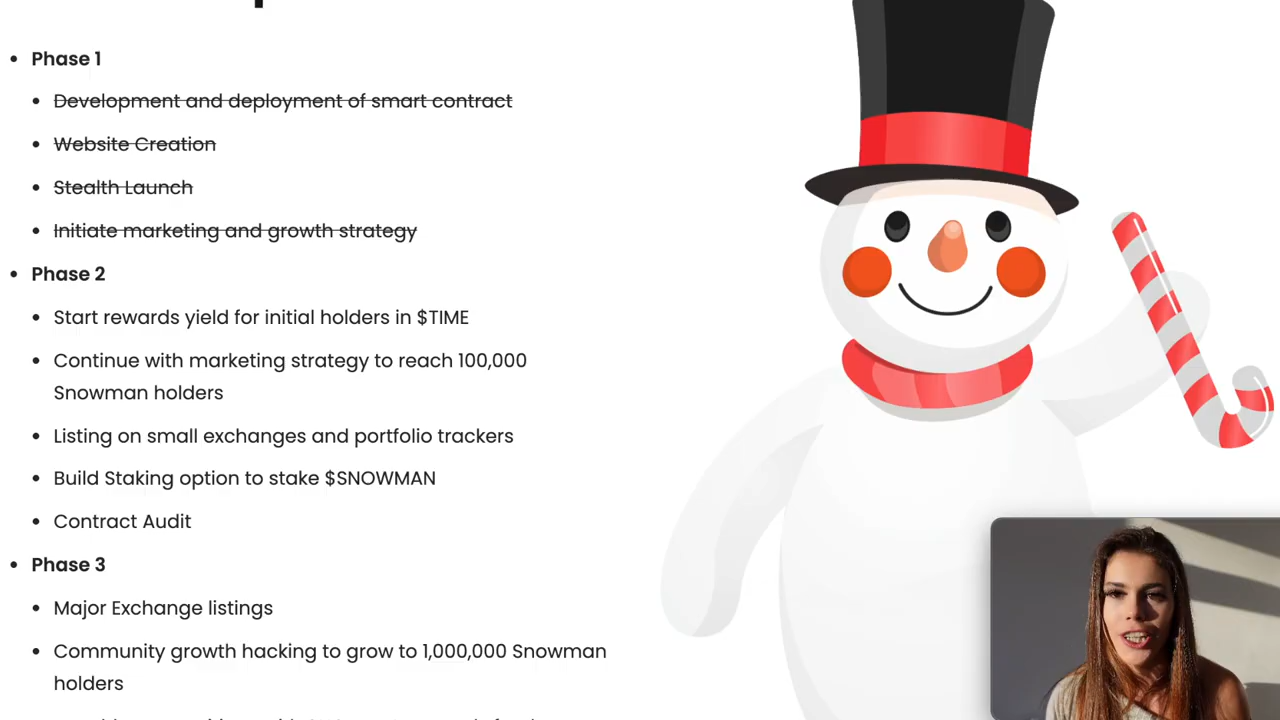 Phase 1
Development and deployment of smart contract
Website Creation
Stealth Launch
Initiate marketing and growth strategy
Phase 2
Start rewards yield for initial holders in $TIME
Continue with marketing strategy to reach 100,000
Snowman holders
Listing on small exchanges and portfolio trackers
Build Staking option to stake $SNOWMAN
Contract Audit
Phase 3
Major Exchange listings
Community growth hacking to grow to 1,000,000 Snowman
holders